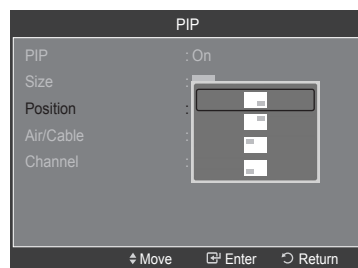 PIP
PIP : On
Size :
Position :
Air/Cable :
Channel :
Move Enter Return